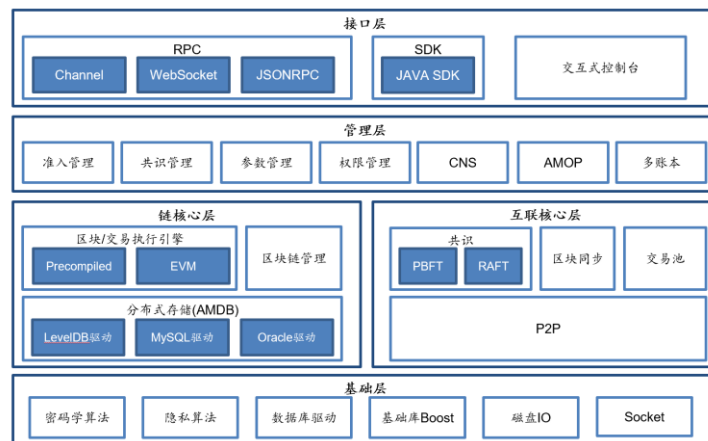 接口层
RPC
Channel
WebSocket
JSONRPC
SDK
JAVA SDK
交互式控制台
管理层
准入管理
共识管理
参数管理
权限管理
CNS
AMOP
多账本
链核心层
区块/交易执行引擎
Precompiled
EVM
区块链管理
分布式存储(AMDB)
LevelDB驱动
MySQL驱动
Oracle驱动
互联核心层
共识
PBFT
RAFT
区块同步
交易池
P2P
基础层
密码学算法
隐私算法
数据库驱动
基础库Boost
磁盘IO
Socket